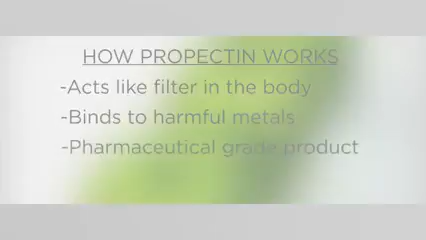 HOW PROPECTIN WORKS
-Acts like filter in the body
-Binds to harmful metals
-Pharmaceutical grade product